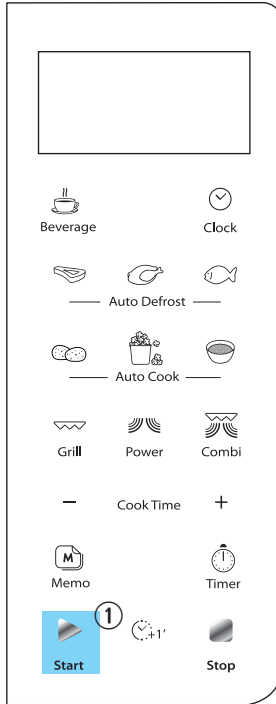 Beverage Clock
Auto Defrost
Auto Cook
Grill Power Combi
− Cook Time +
M
Memo Timer
1
+1'
Start Stop